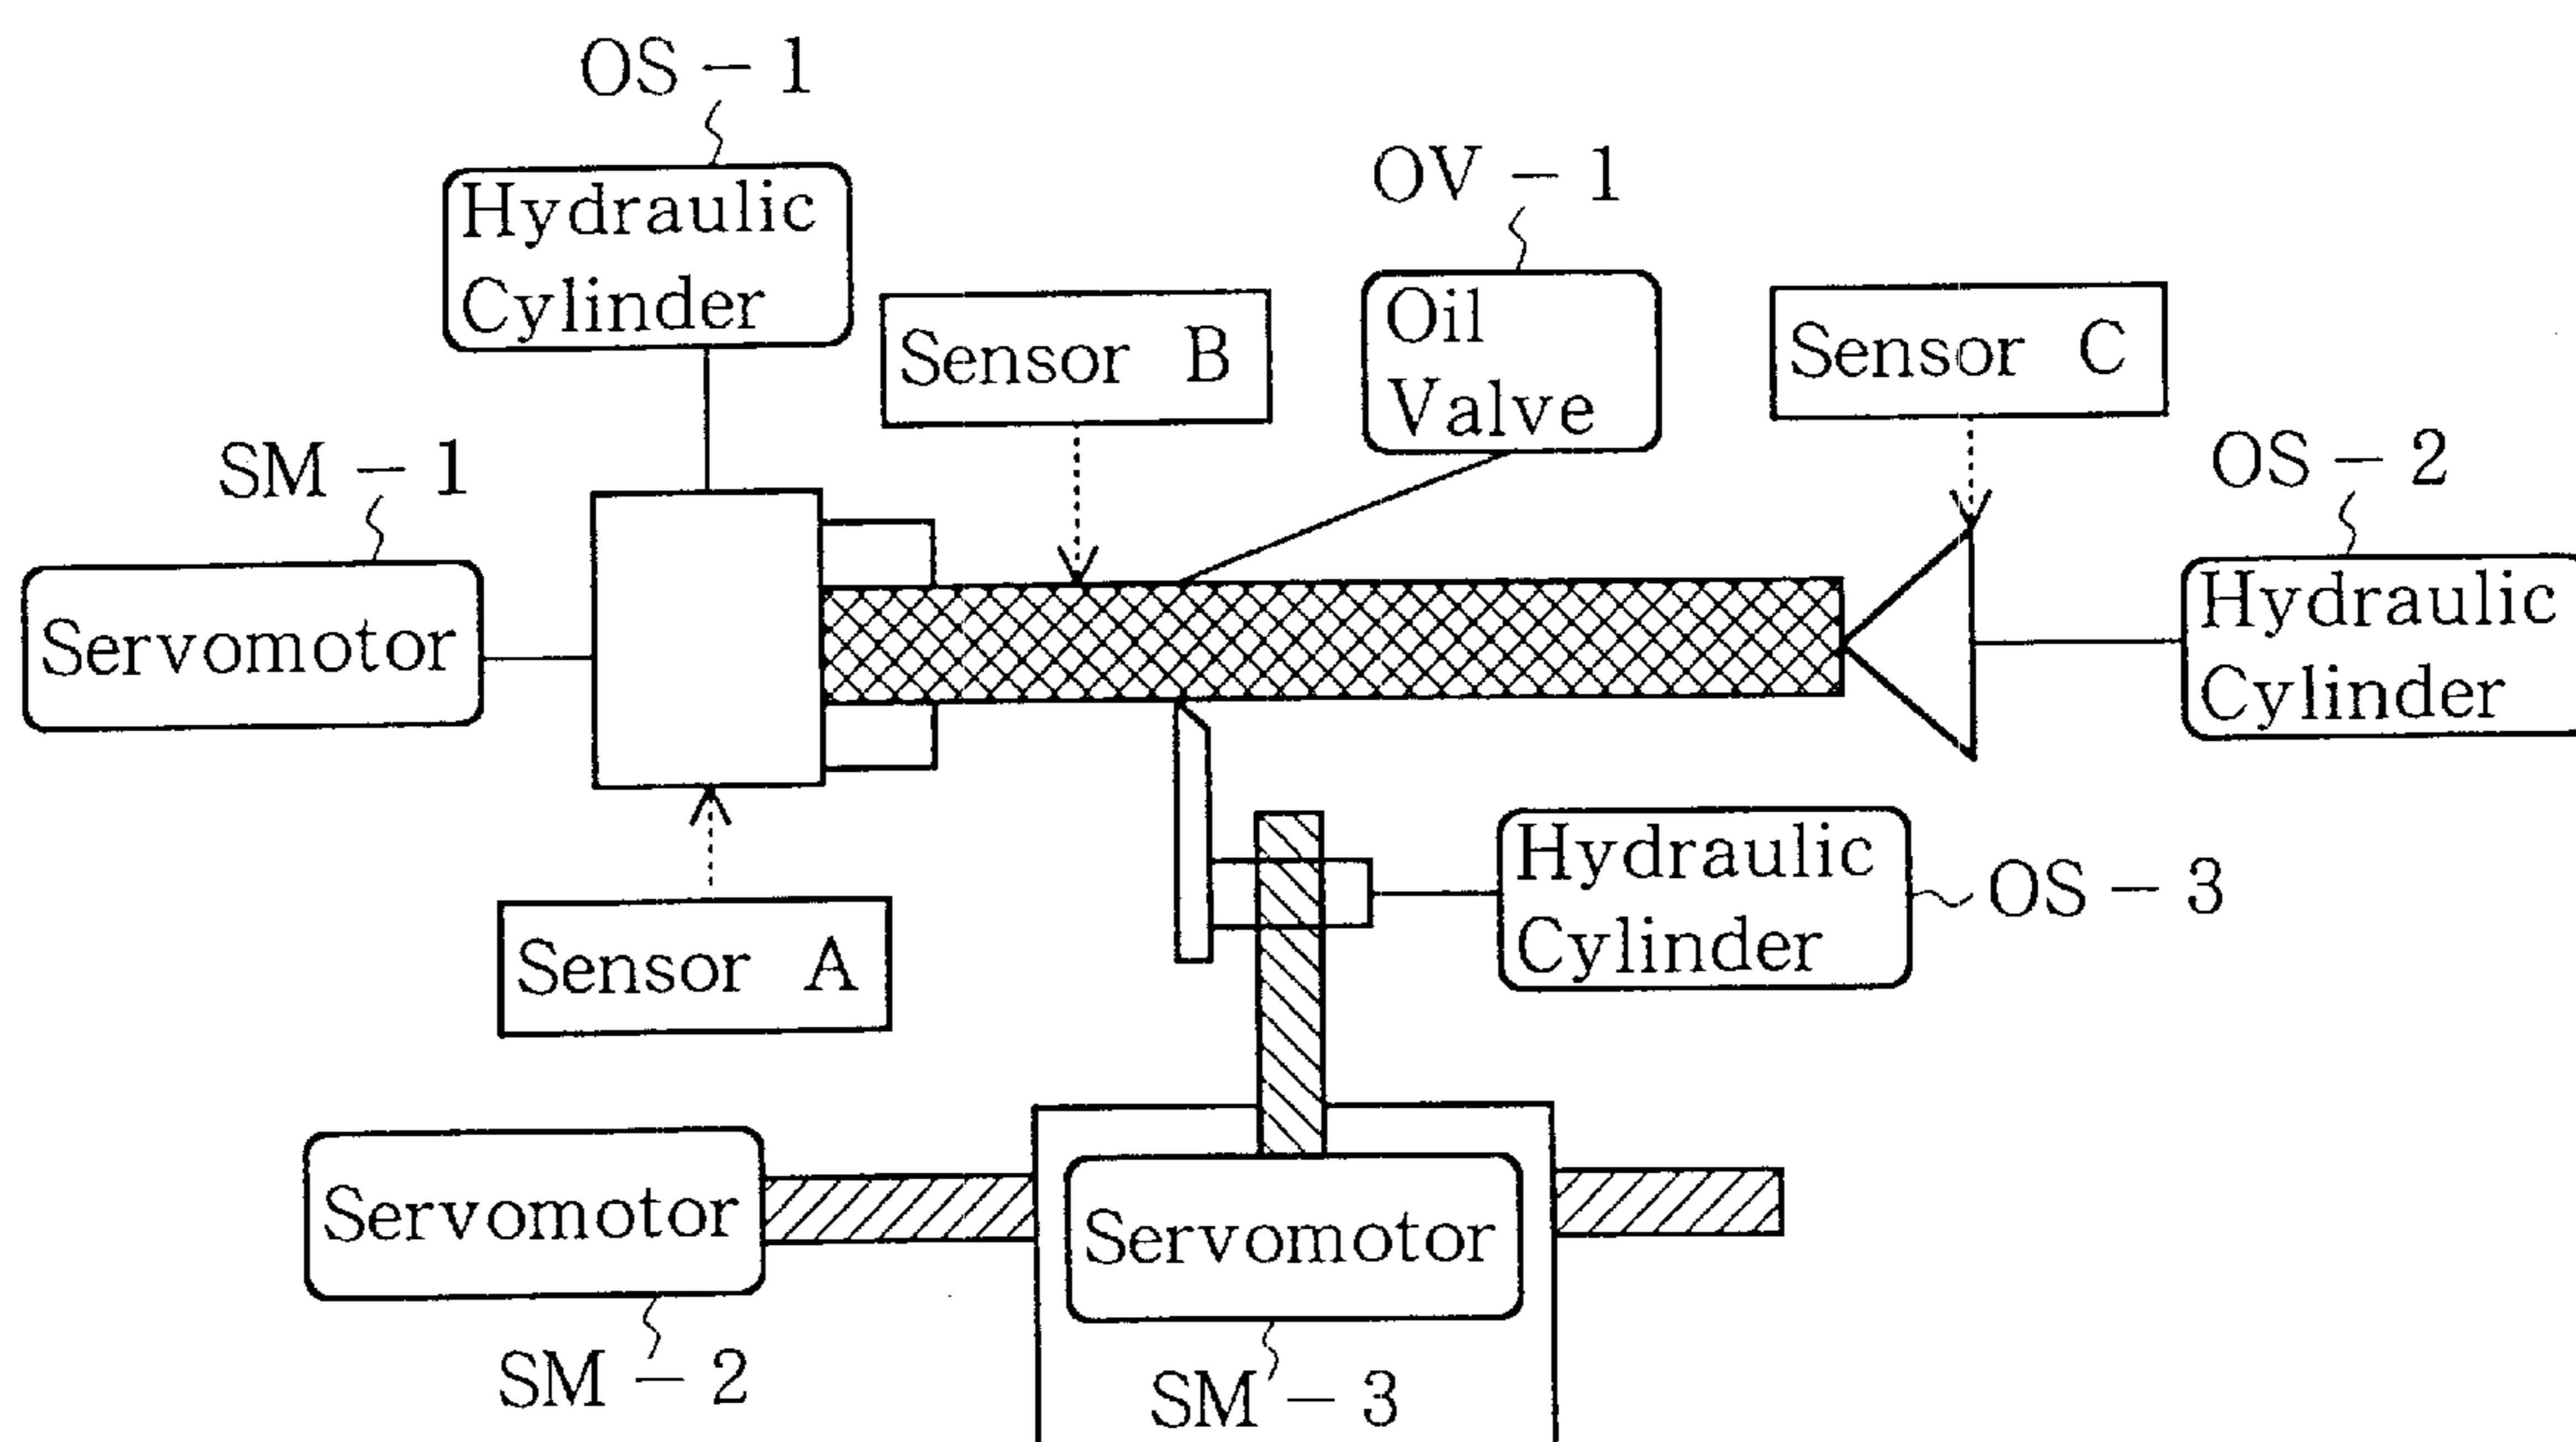 OS - 1
Hydraulic
Cylinder
OV - 1
Oil
Valve
Sensor B
Sensor C
SM - 1
Servomotor
OS - 2
Hydraulic
Cylinder
Sensor A
Hydraulic
Cylinder
OS - 3
Servomotor
SM - 2
Servomotor
SM - 3